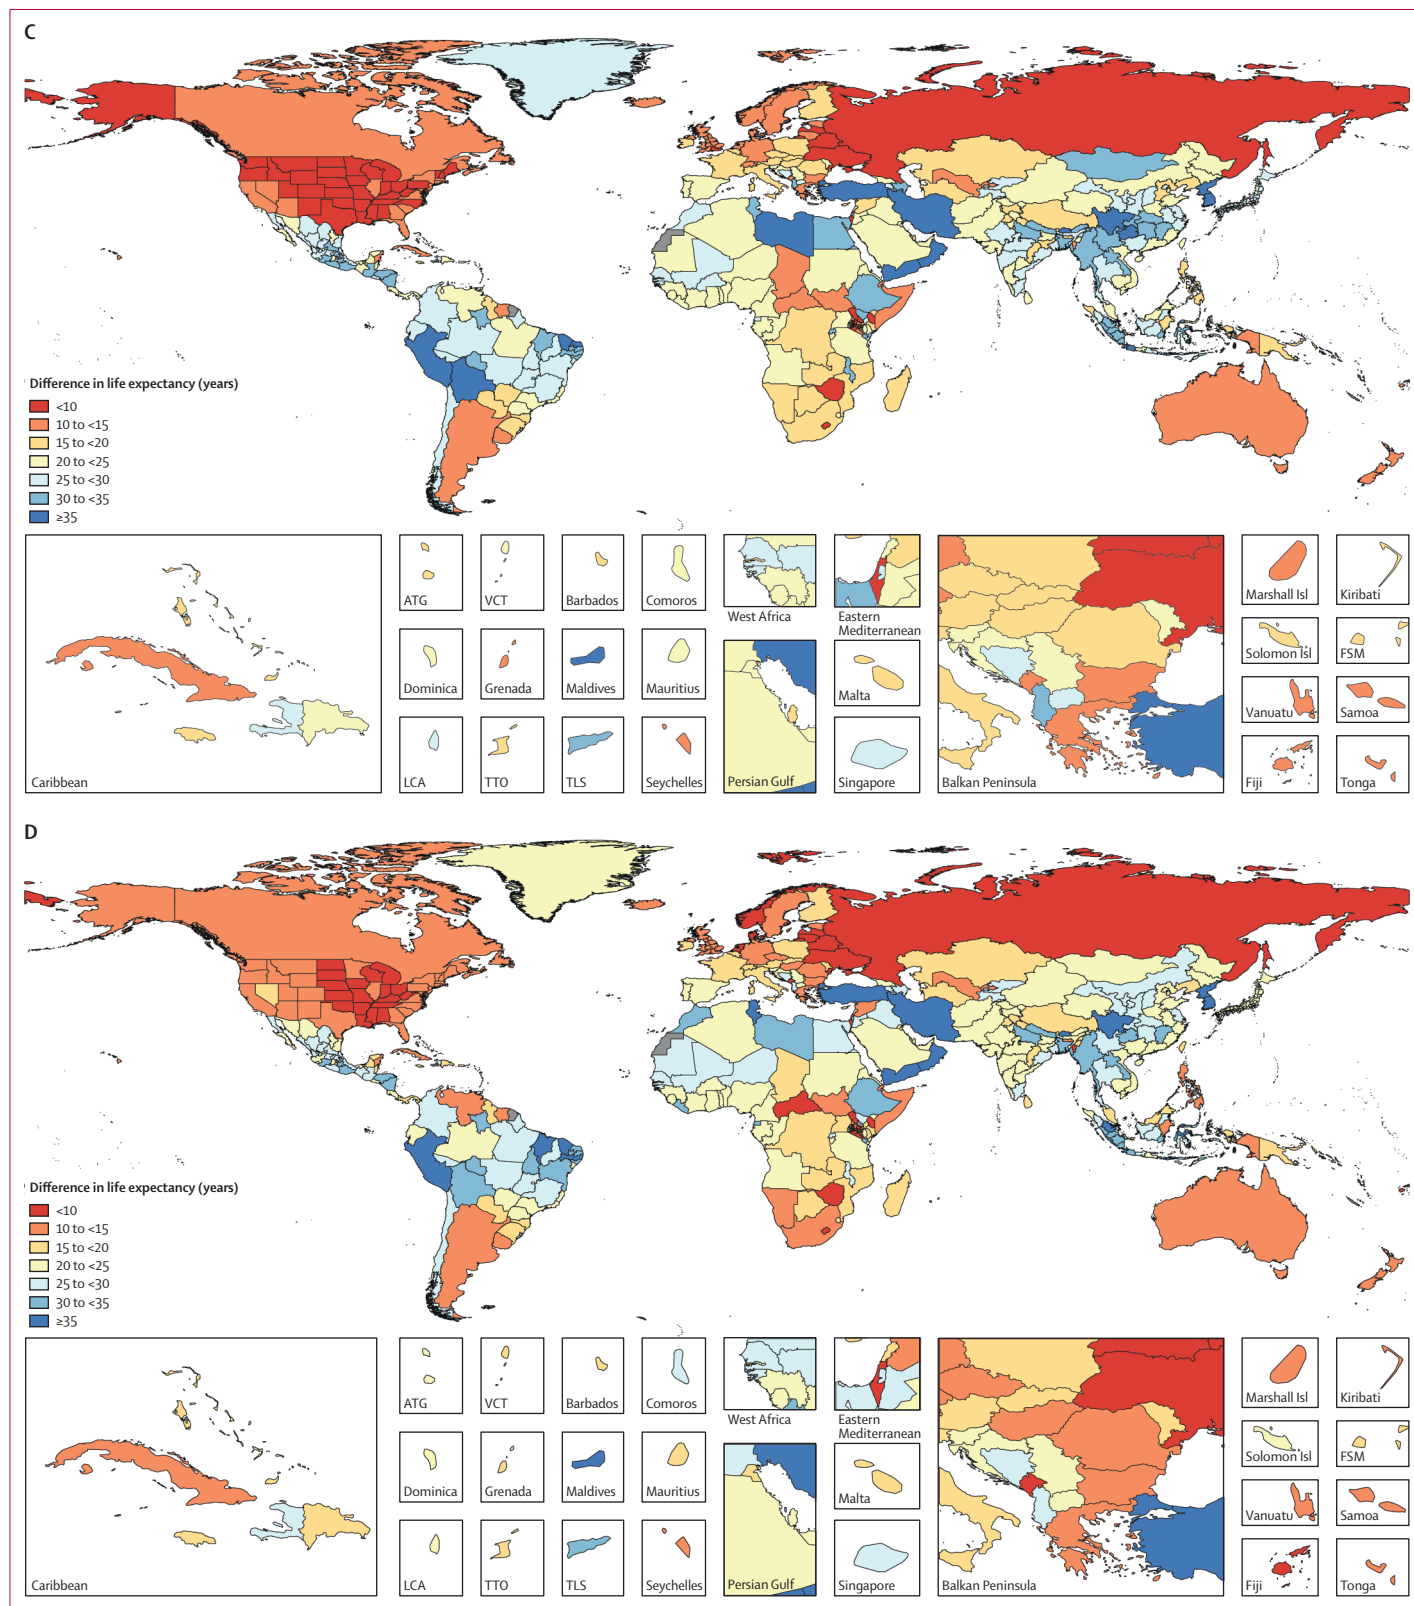 C
Difference in life expectancy (years)
<10
10 to <15
15 to <20
20 to <25
25 to <30
30 to <35
≥35
Caribbean
ATG
VCT
Barbados
Comoros
Dominica
Grenada
Maldives
Mauritius
LCA
TTO
TLS
Seychelles
West Africa
Eastern
Mediterranean
Persian Gulf
Malta
Singapore
Balkan Peninsula
Marshall Isl
Kiribati
Solomon Isl
FSM
Vanuatu
Samoa
Fiji
Tonga
D
Difference in life expectancy (years)
<10
10 to <15
15 to <20
20 to <25
25 to <30
30 to <35
≥35
Caribbean
ATG
VCT
Barbados
Comoros
Dominica
Grenada
Maldives
Mauritius
LCA
TTO
TLS
Seychelles
West Africa
Eastern
Mediterranean
Persian Gulf
Malta
Singapore
Balkan Peninsula
Marshall Isl
Kiribati
Solomon Isl
FSM
Vanuatu
Samoa
Fiji
Tonga